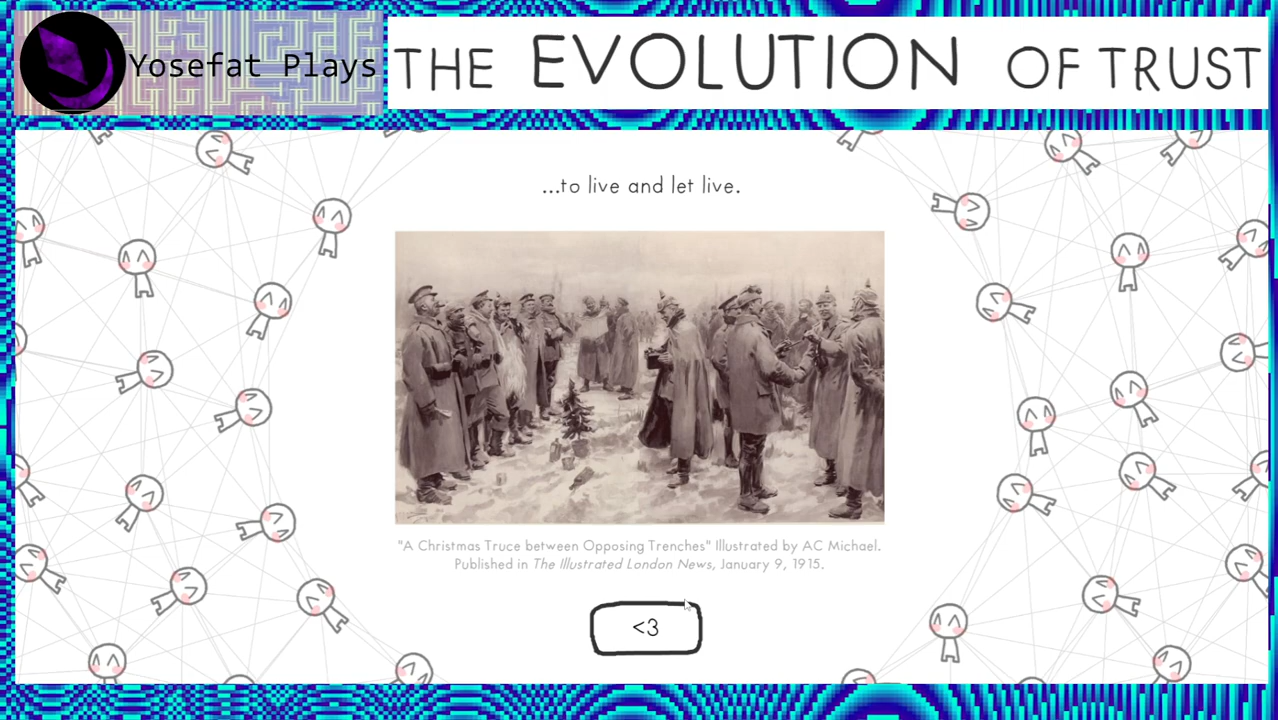 Yosefat Plays
THE EVOLUTION OF TRUST
...to live and let live.
"A Christmas Truce between Opposing Trenches" Illustrated by AC Michael.
Published in The Illustrated London News, January 9, 1915.
<3